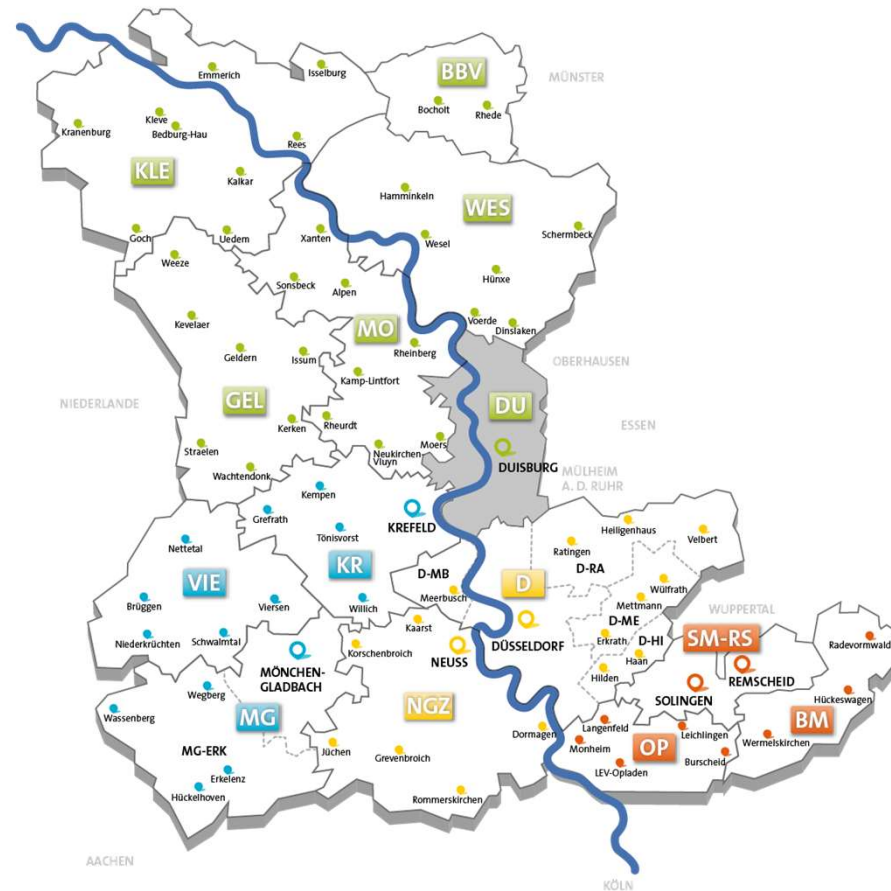 Emmerich
Isselburg
BBV
MÜNSTER
Bocholt
Rhede
Kranenburg
Kleve
Bedburg-Hau
Rees
KLE
Kalkar
Hamminkeln
WES
Goch
Uedem
Xanten
Wesel
Schermbeck
Weeze
Sonsbeck
Alpen
Hünxe
Kevelaer
MO
Voerde
Dinslaken
Geldern
Issum
Rheinberg
OBERHAUSEN
Kamp-Lintfort
NIEDERLANDE
GEL
DU
Kerken
Rheurdt
ESSEN
Straelen
Neukirchen-
Vluyn
Moers
DUISBURG
Wachtendonk
MÜLHEIM
A. D. RUHR
Kempen
Grefrath
KREFELD
Tönisvorst
Heiligenhaus
Velbert
Nettetal
Ratingen
D-RA
VIE
KR
D-MB
D
Wülfrath
Brüggen
Viersen
Willich
Meerbusch
Mettmann
WUPPERTAL
D-ME
Niederkrüchten
Schwalmtal
Kaarst
Korschenbroich
NEUSS
DÜSSELDORF
Erkrath
D-HI
SM-RS
Radevormwald
MÖNCHEN-
GLADBACH
Haan
REMSCHEID
Hilden
SOLINGEN
Wegberg
Hückeswagen
Wassenberg
MG
NGZ
BM
MG-ERK
Jüchen
Grevenbroich
Dormagen
Langenfeld
Leichlingen
Monheim
OP
Wermelskirchen
Burscheid
Erkelenz
LEV-Opladen
Hückelhoven
Rommerskirchen
AACHEN
KÖLN